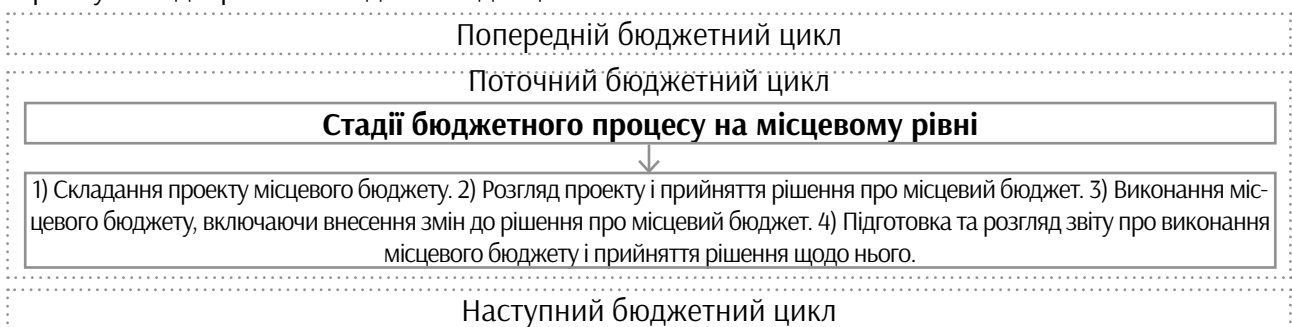 Попередній бюджетний цикл
Поточний бюджетний цикл
Стадії бюджетного процесу на місцевому рівні
1) Складання проекту місцевого бюджету. 2) Розгляд проекту і прийняття рішення про місцевий бюджет. 3) Виконання міс-
цевого бюджету, включаючи внесення змін до рішення про місцевий бюджет. 4) Підготовка та розгляд звіту про виконання
місцевого бюджету і прийняття рішення щодо нього.
Наступний бюджетний цикл